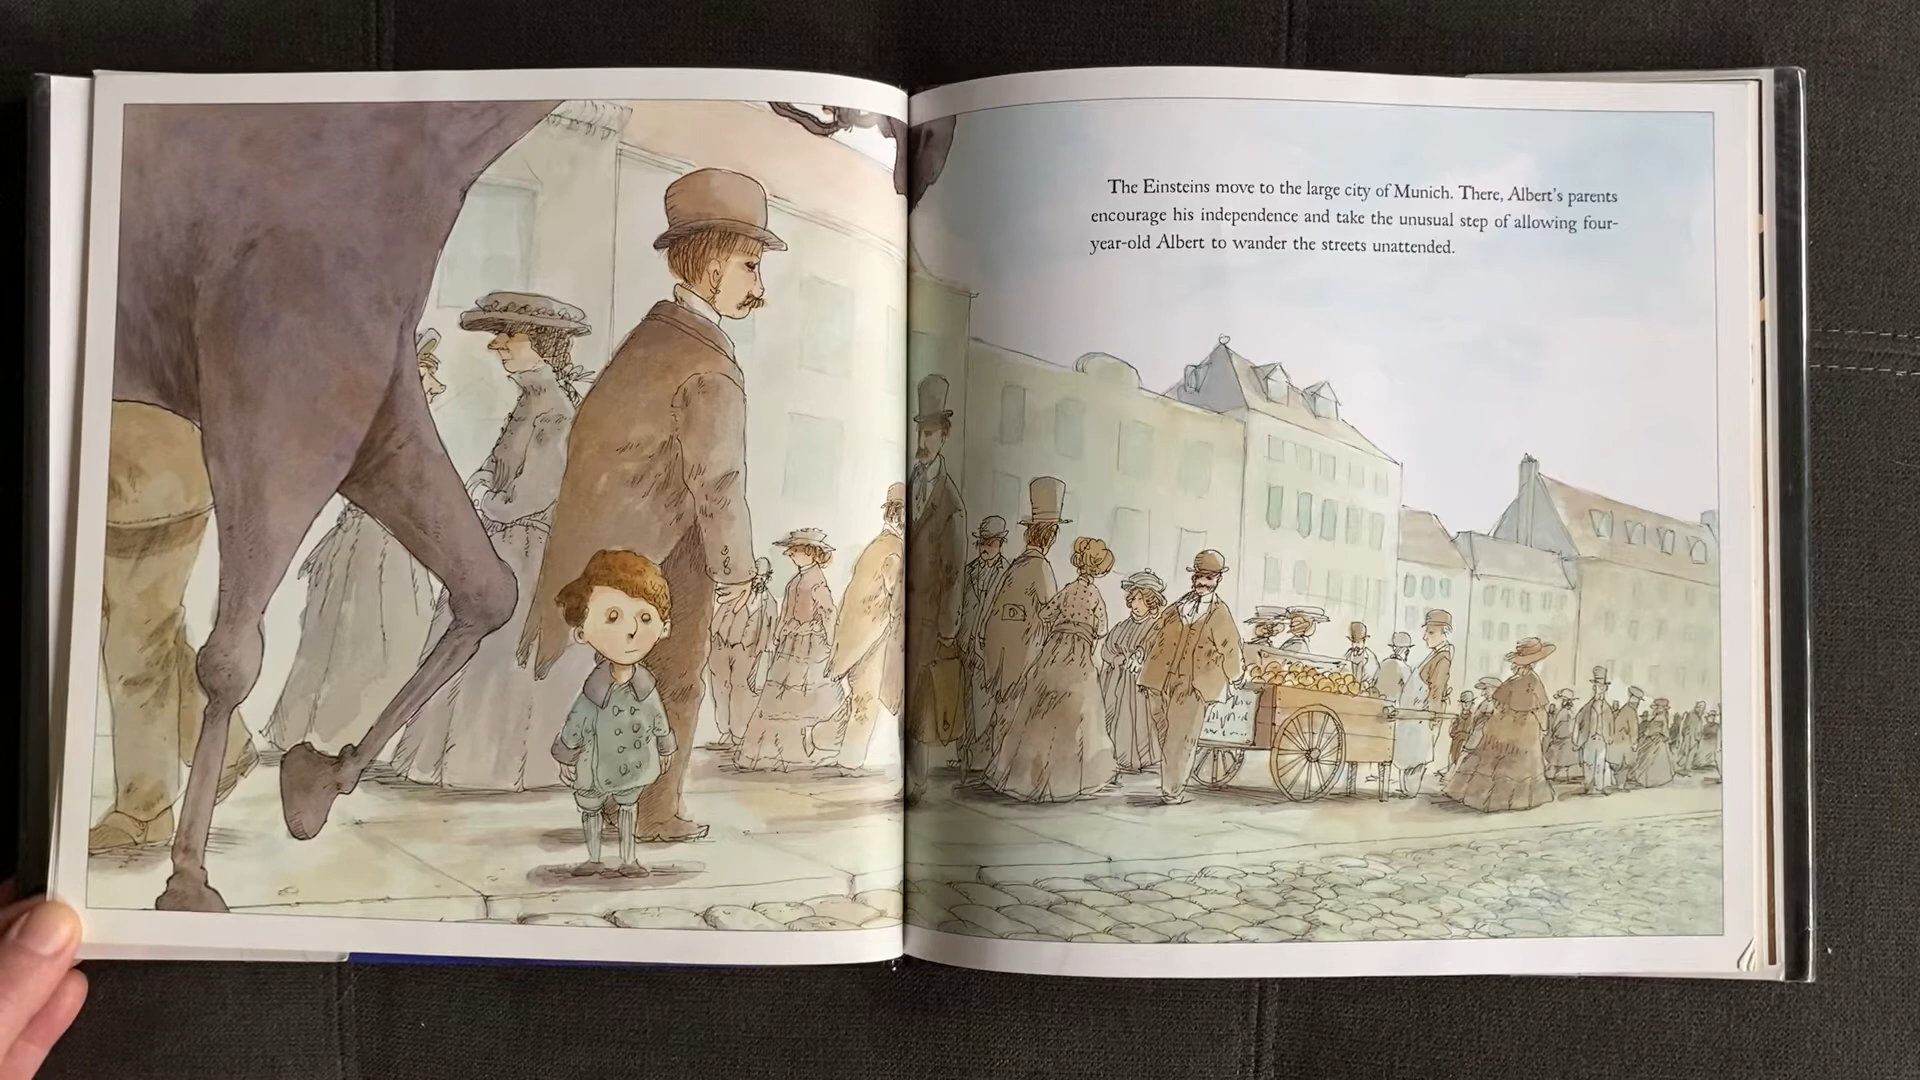 The Einsteins move to the large city of Munich. There, Albert's parents
encourage his independence and take the unusual step of allowing four-
year-old Albert to wander the streets unattended.